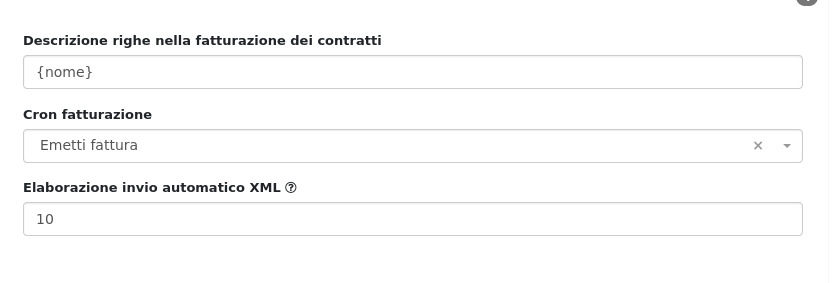 Descrizione righe nella fatturazione dei contratti
{nome}
Cron fatturazione
Emetti fattura
Elaborazione invio automatico XML
10